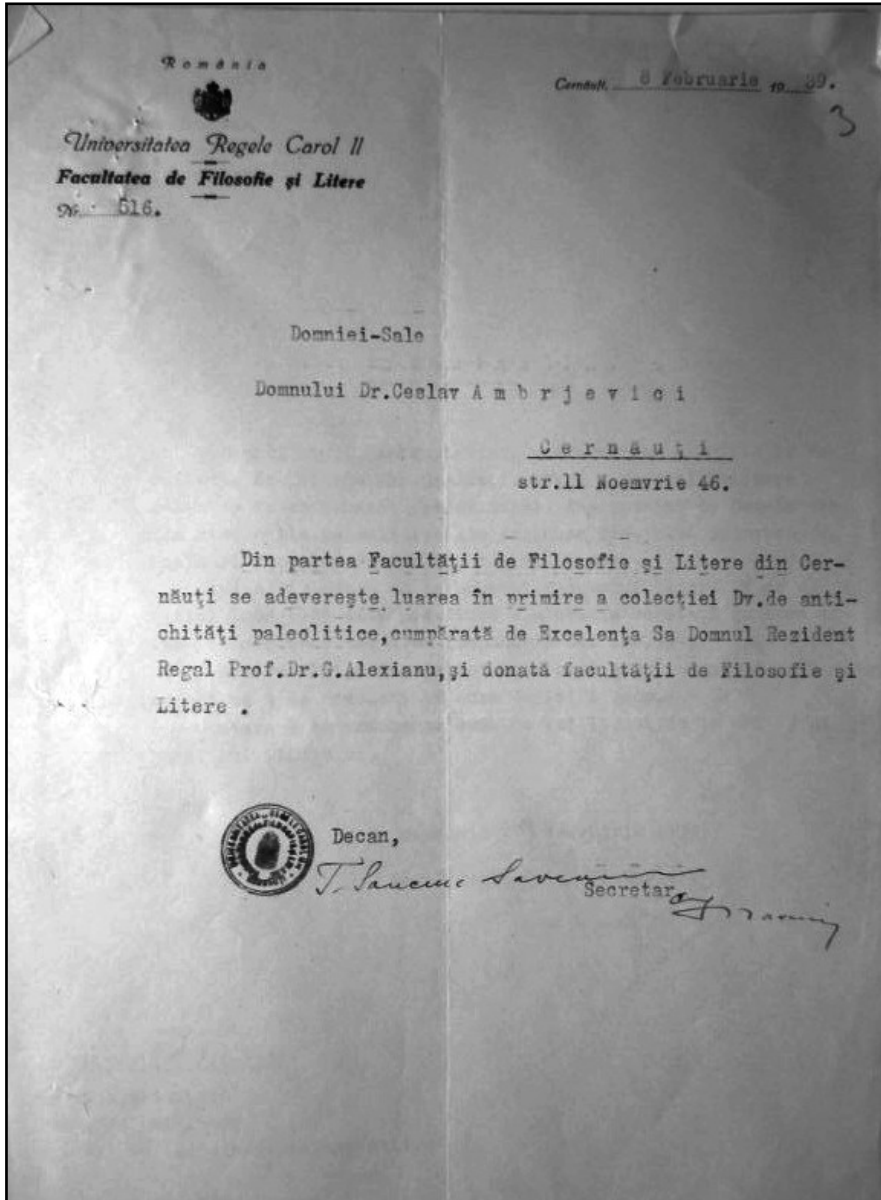 România
Cernăuți, 8 Februarie 1939.
3
Universitatea Regele Carol II
Facultatea de Filosofie și Litere
№ 516.
Domniei-Sale
Domnului Dr.Ceslav A m b r j e v i c i
C e r n ă u ţ i
str.11 Noemvrie 46.
Din partea Facultăţii de Filosofie şi Litere din Cer-
năuţi se adevereşte luarea în primire a colecţiei Dv.de anti-
chităţi paleolitice,cumpărată de Excelenţa Sa Domnul Rezident
Regal Prof.Dr.G.Alexianu,şi donată facultăţii de Filosofie şi
Litere .
Decan,
Secretar